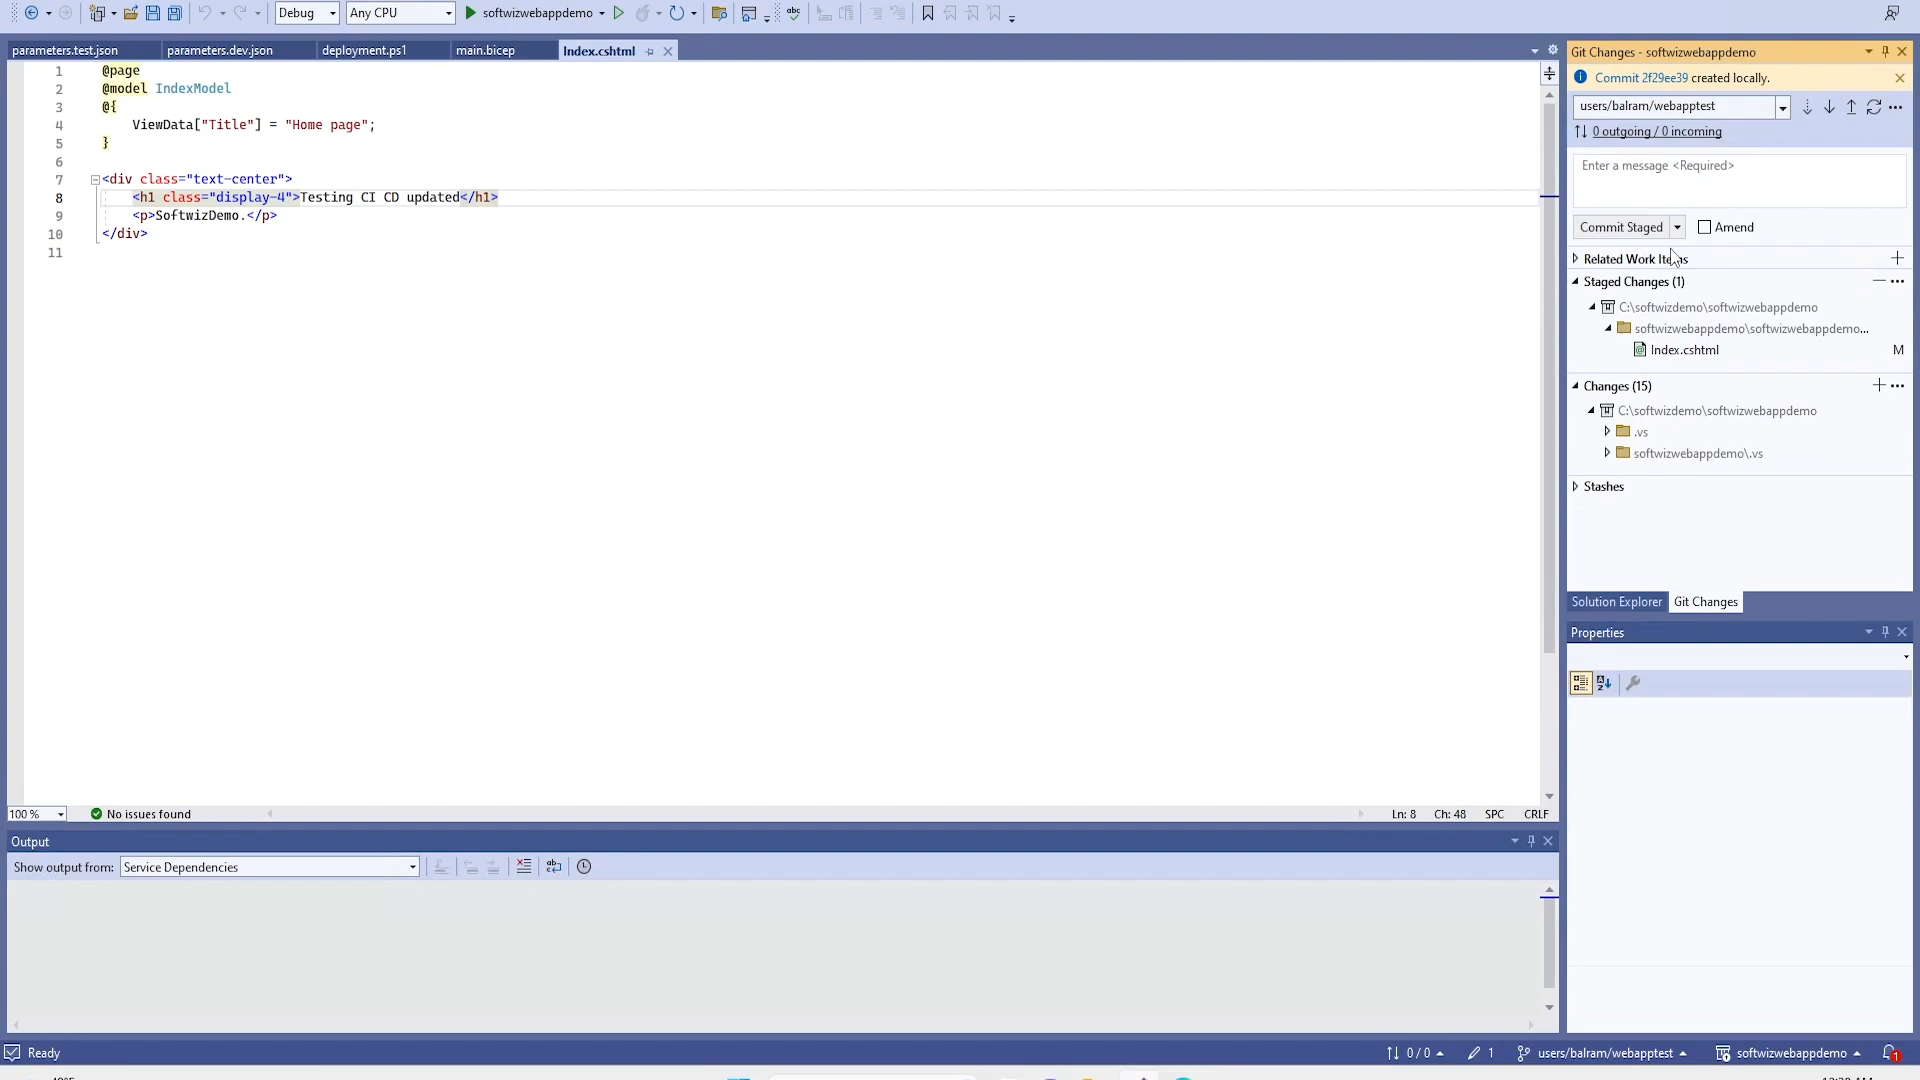 Debug
Any CPU
softwizwebappdemo
parameters.test.json
parameters.dev.json
deployment.ps1
main.bicep
Index.cshtml
1 @page
2 @model IndexModel
3 @{
4 ViewData["Title"] = "Home page";
5 }
6
7 <div class="text-center">
8 <h1 class="display-4">Testing CI CD updated</h1>
9 <p>SoftwizDemo.</p>
10 </div>
11
100 %
No issues found
Ln: 8
Ch: 48
SPC
CRLF
Output
Show output from:
Service Dependencies
Git Changes - softwizwebappdemo
Commit 2f29ee39 created locally.
users/balram/webapptest
0 outgoing / 0 incoming
Enter a message <Required>
Commit Staged
Amend
Related Work Items
Staged Changes (1)
C:\softwizdemo\softwizwebappdemo
softwizwebappdemo\softwizwebappdemo...
Index.cshtml M
Changes (15)
C:\softwizdemo\softwizwebappdemo
.vs
softwizwebappdemo\.vs
Stashes
Solution Explorer
Git Changes
Properties
Ready
0 / 0
1
users/balram/webapptest
softwizwebappdemo
1